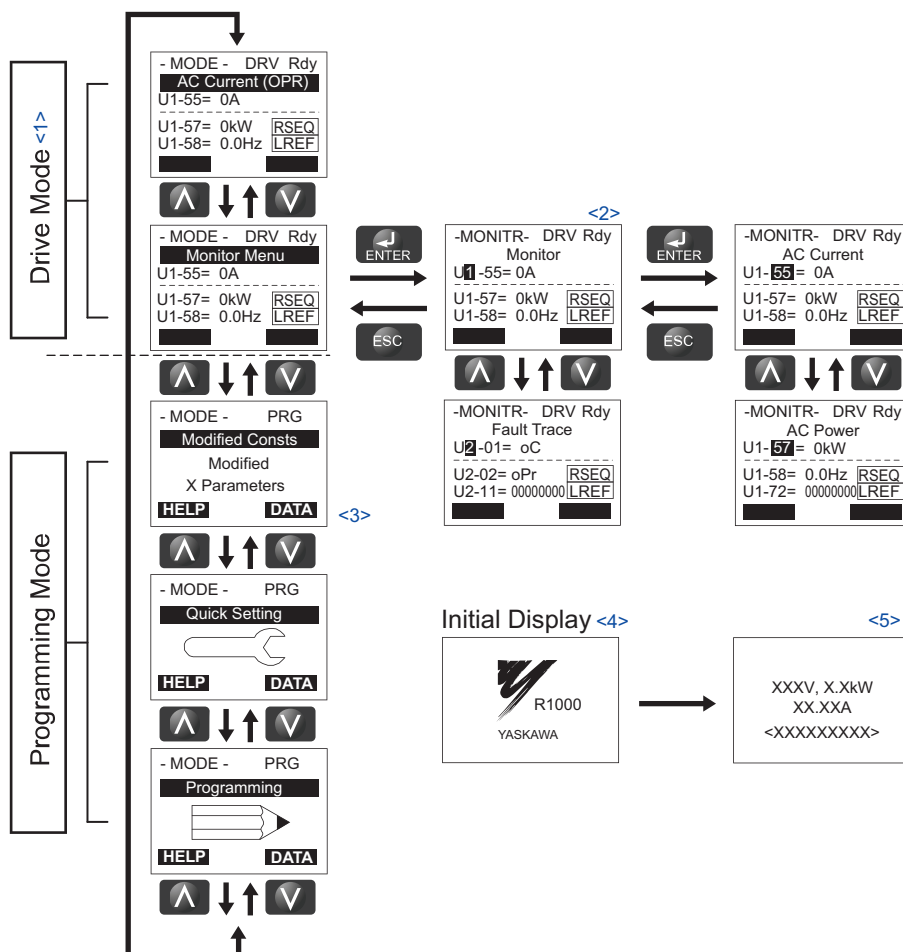 Drive Mode <1>
- MODE - DRV Rdy
AC Current (OPR)
U1-55= 0A
U1-57= 0kW RSEQ
U1-58= 0.0Hz LREF
- MODE - DRV Rdy
Monitor Menu
U1-55= 0A
U1-57= 0kW RSEQ
U1-58= 0.0Hz LREF
ENTER
ESC
<2>
-MONITR- DRV Rdy
Monitor
U1 -55= 0A
U1-57= 0kW RSEQ
U1-58= 0.0Hz LREF
ENTER
ESC
-MONITR- DRV Rdy
AC Current
U1- 55 = 0A
U1-57= 0kW RSEQ
U1-58= 0.0Hz LREF
-MONITR- DRV Rdy
Fault Trace
U2 -01= oC
U2-02= oPr RSEQ
U2-11= 00000000 LREF
-MONITR- DRV Rdy
AC Power
U1- 57 = 0kW
U1-58= 0.0Hz RSEQ
U1-72= 00000000 LREF
Programming Mode
- MODE - PRG
Modified Consts
Modified
X Parameters
HELP DATA
<3>
- MODE - PRG
Quick Setting
HELP DATA
- MODE - PRG
Programming
HELP DATA
Initial Display <4>
R1000
YASKAWA
<5>
XXXV, X.XkW
XX.XXA
<XXXXXXXXX>